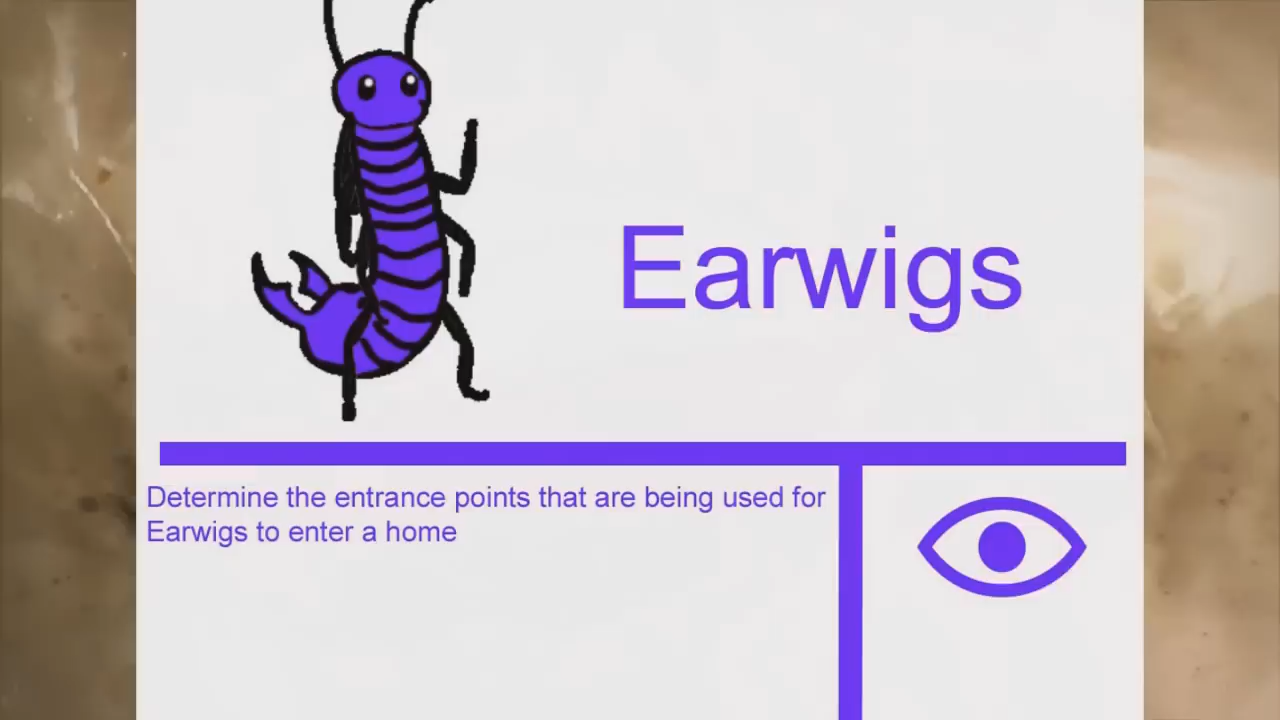 Earwigs
Determine the entrance points that are being used for
Earwigs to enter a home